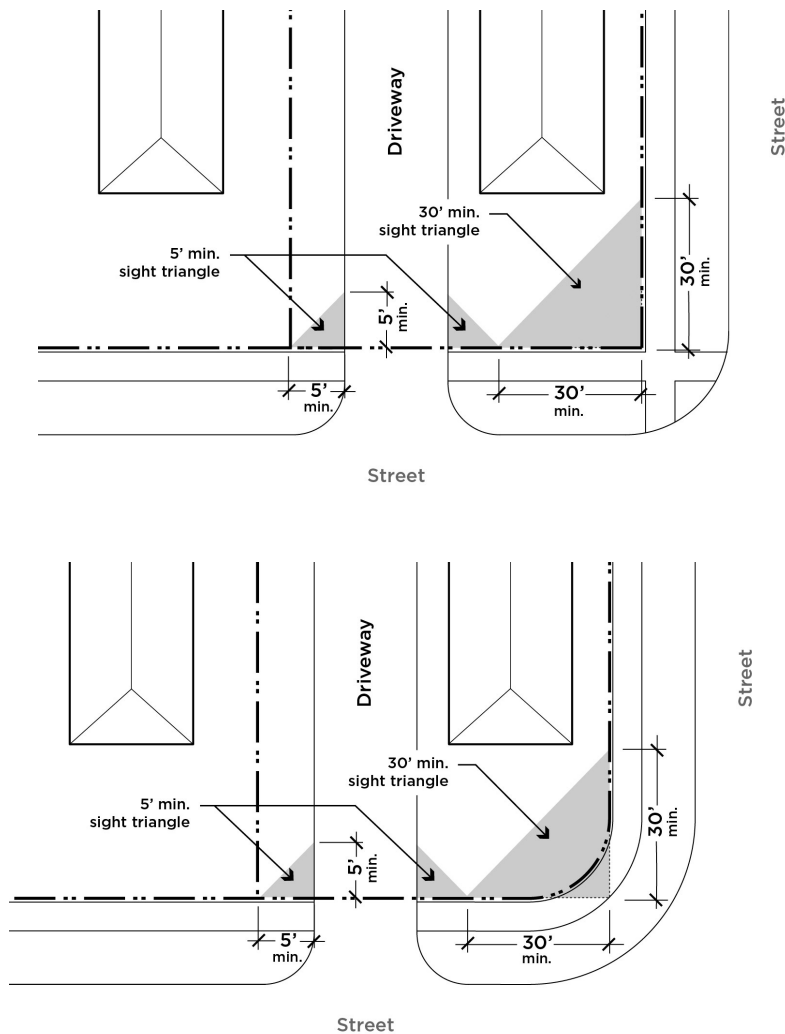 Driveway
Street
30’ min.
sight triangle
5’ min.
sight triangle
30’
min.
5’
min.
5’
min.
30’
min.
Street
Driveway
Street
30’ min.
sight triangle
5’ min.
sight triangle
30’
min.
5’
min.
5’
min.
30’
min.
Street